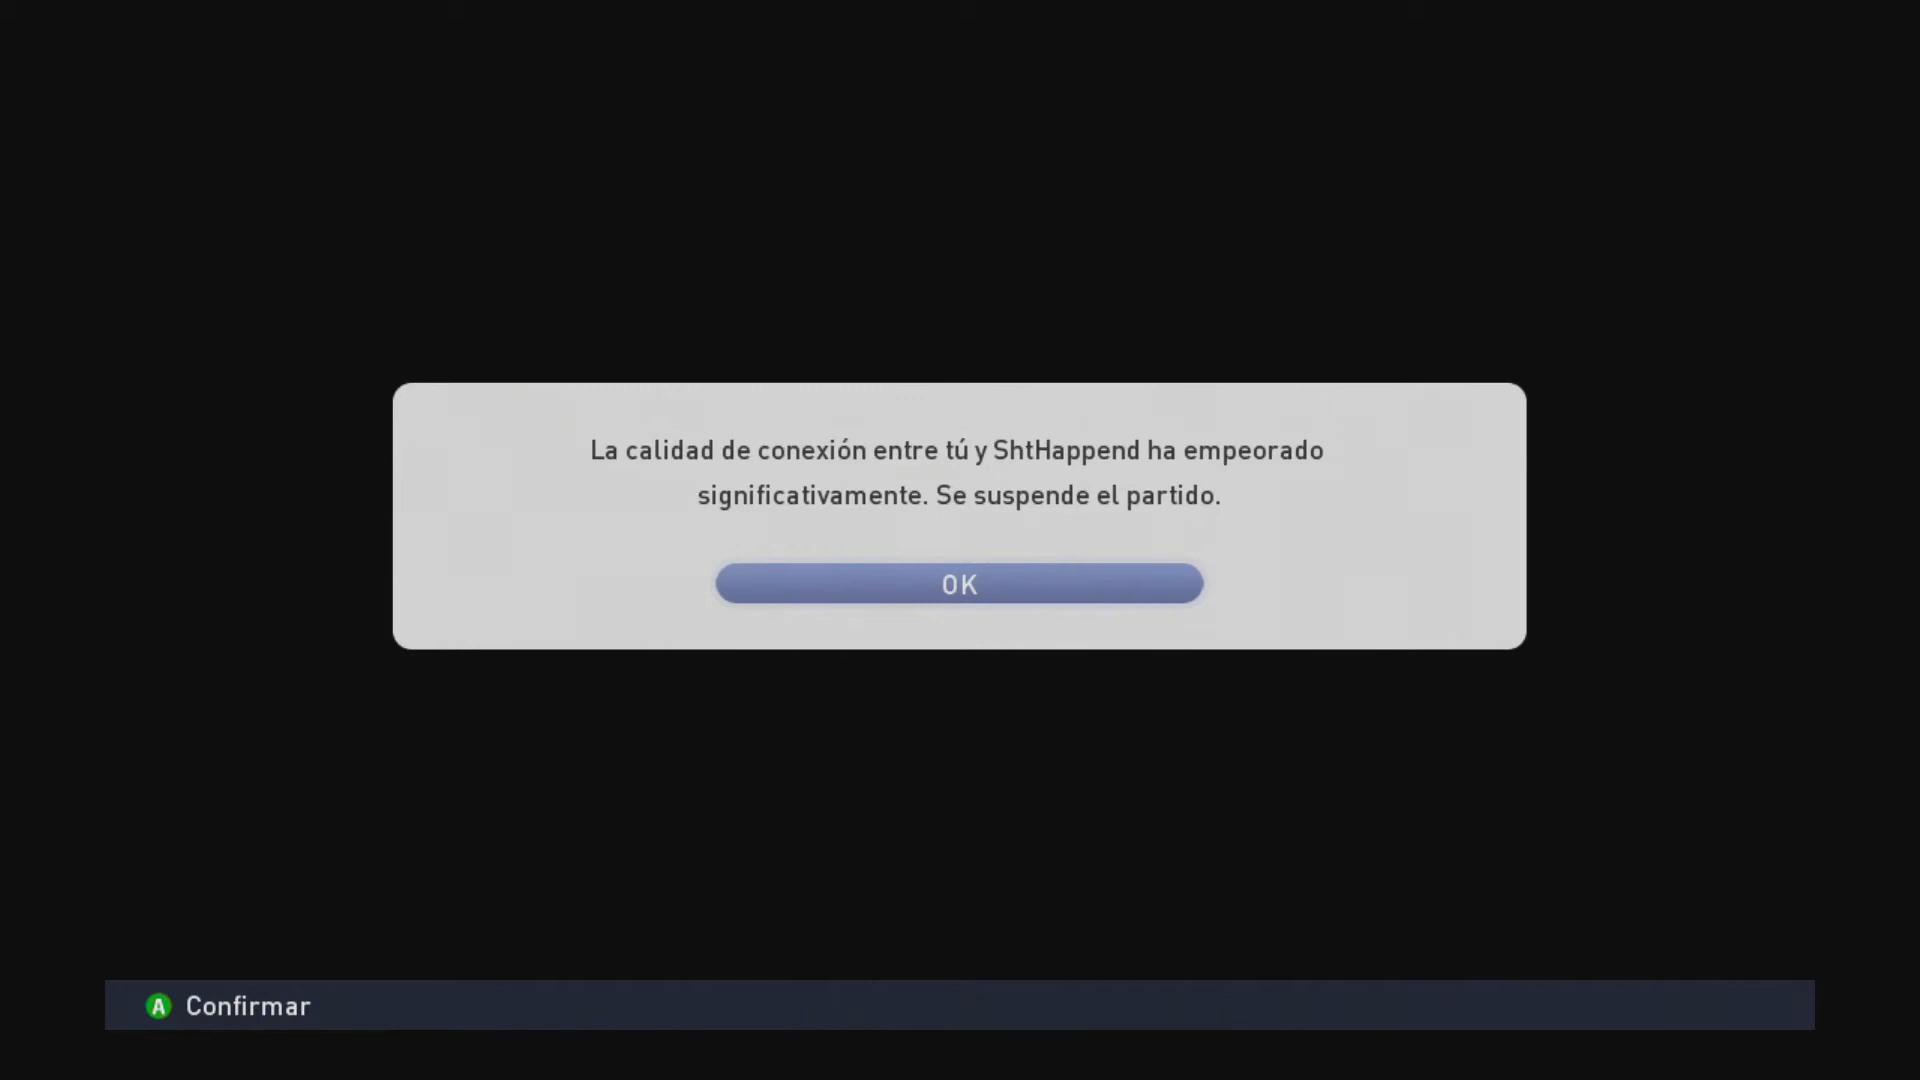 La calidad de conexión entre tú y ShtHappend ha empeorado
significativamente. Se suspende el partido.
OK
A Confirmar